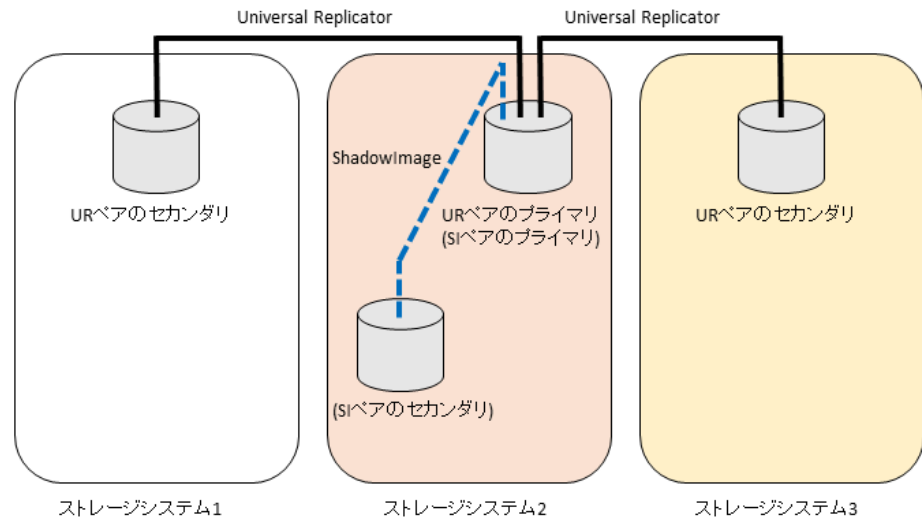 Universal Replicator
Universal Replicator
ShadowImage
URペアのセカンダリ
URペアのプライマリ
(SIペアのプライマリ)
URペアのセカンダリ
(SIペアのセカンダリ)
ストレージシステム1
ストレージシステム2
ストレージシステム3